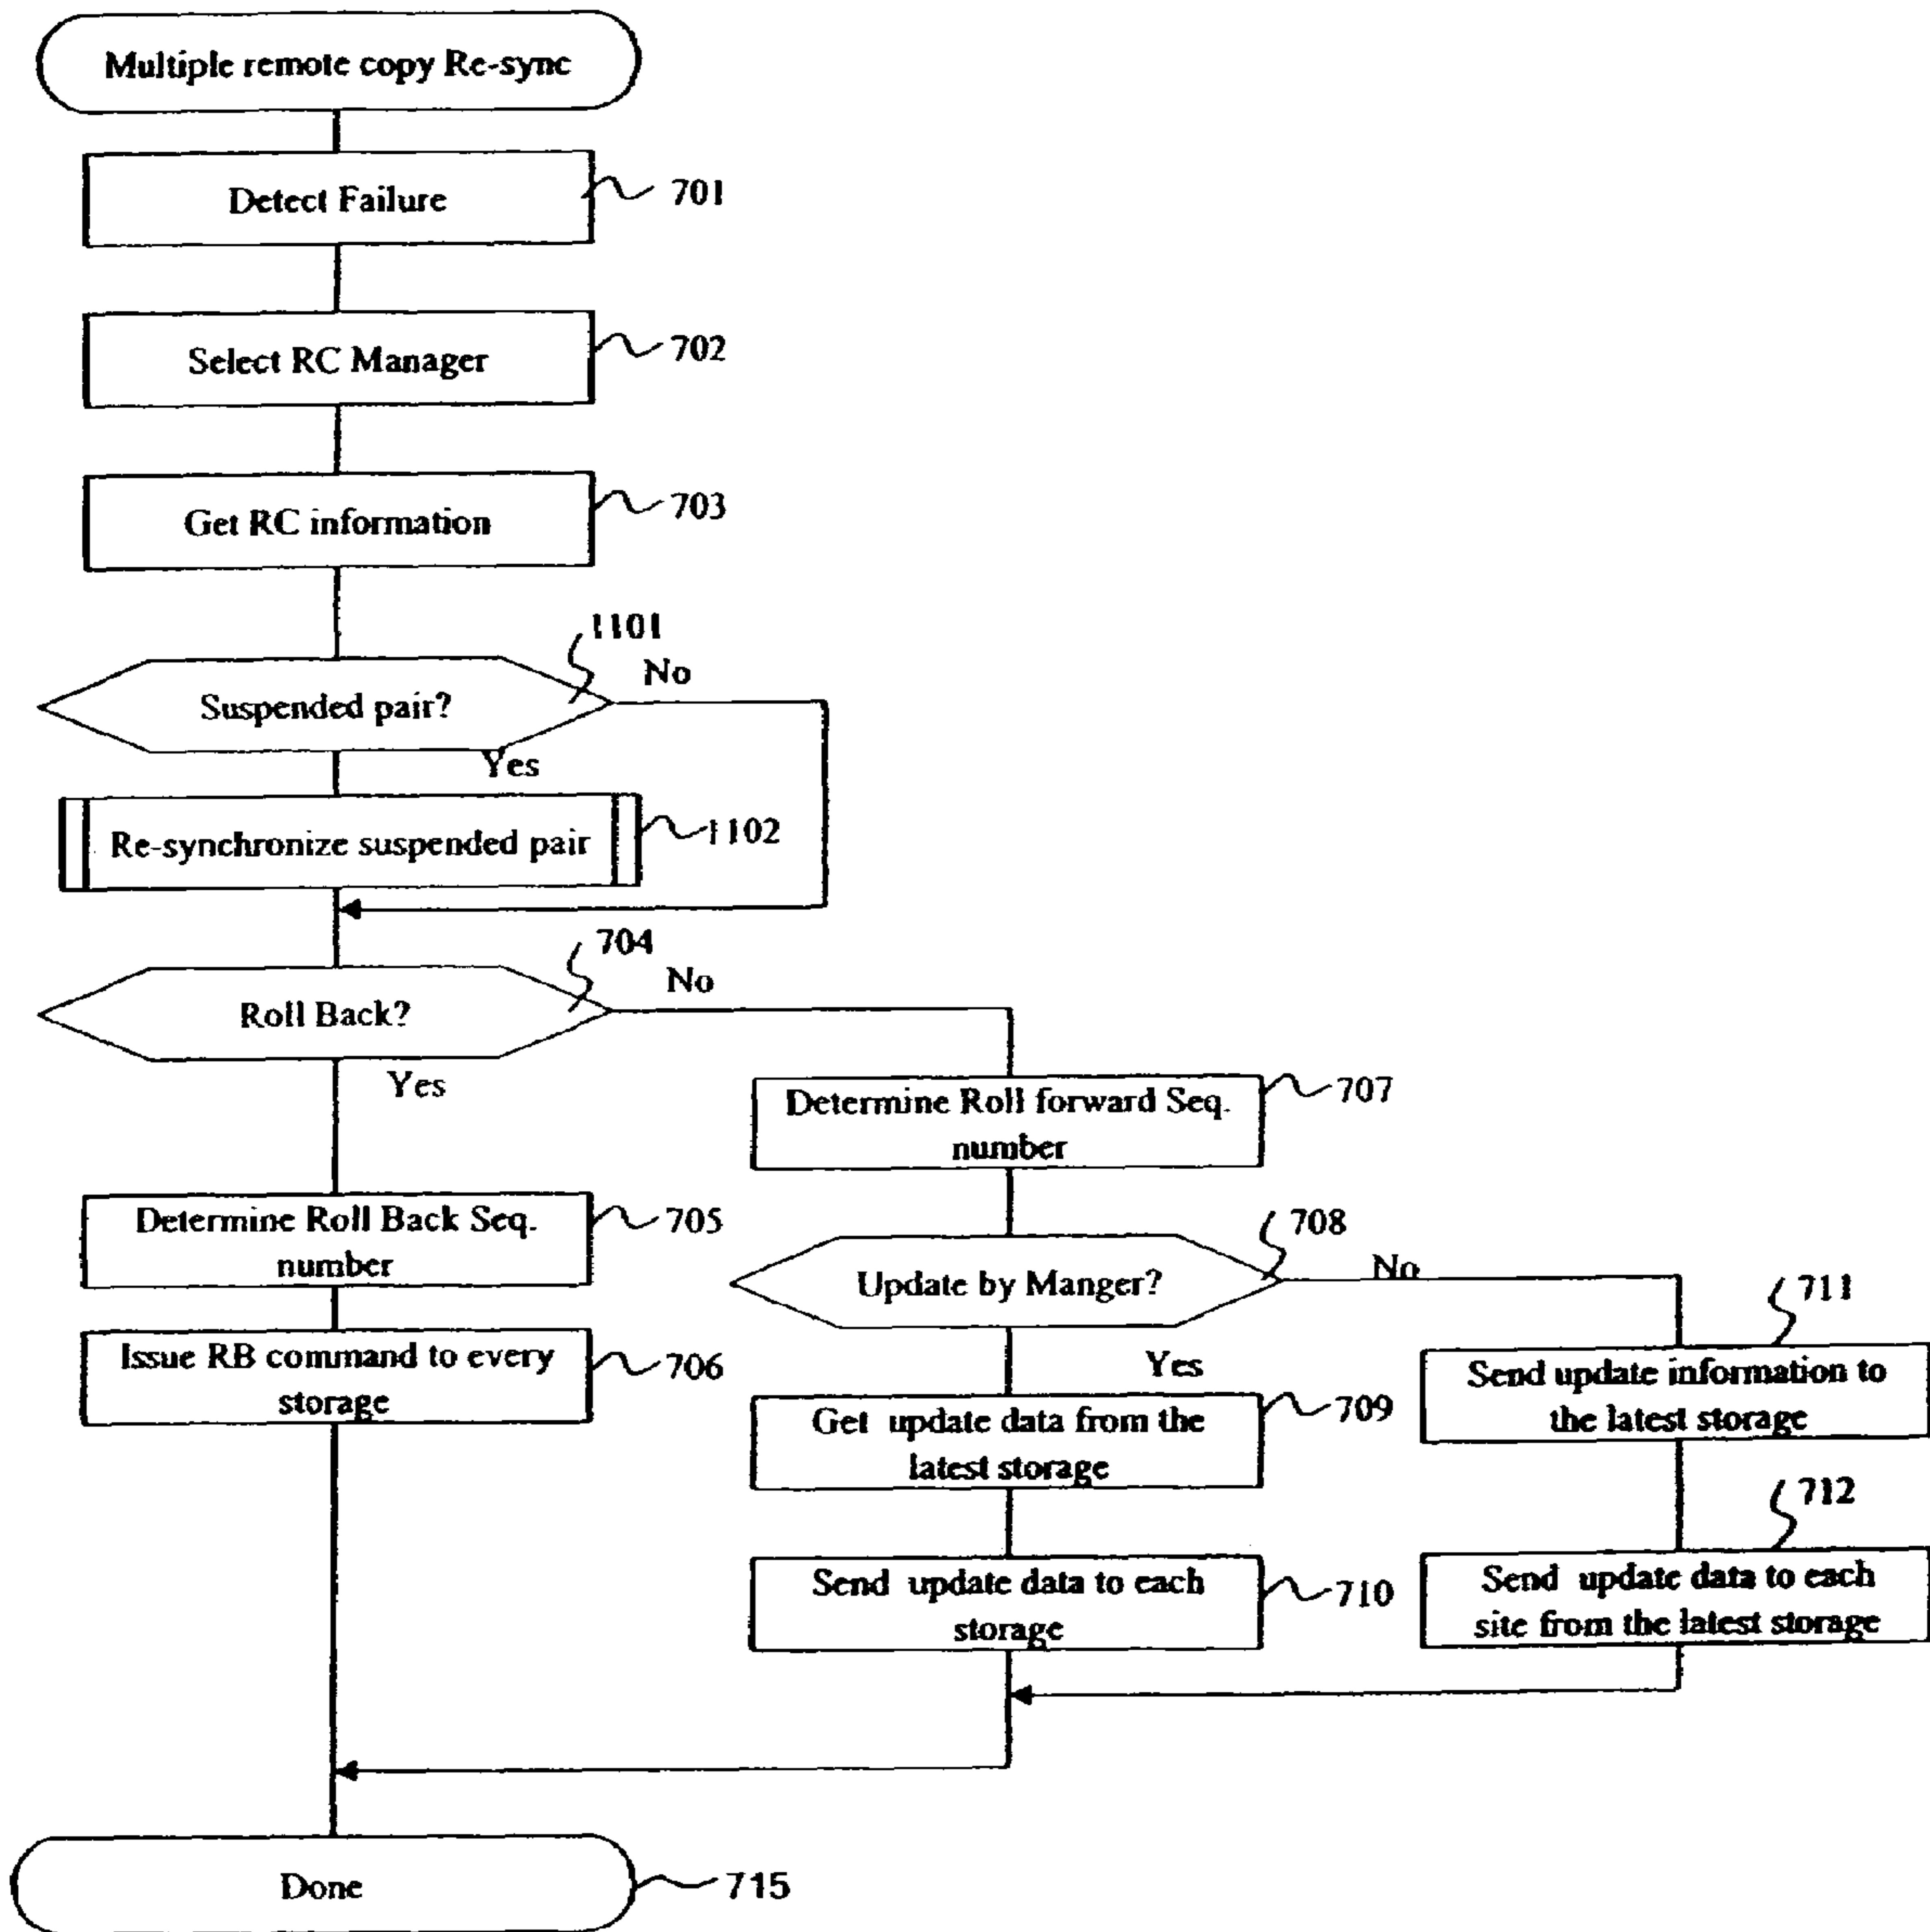 Multiple remote copy Re-sync
Detect Failure
701
Select RC Manager
702
Get RC information
703
1101
Suspended pair?
No
Yes
Re-synchronize suspended pair
1102
704
Roll Back?
No
Yes
Determine Roll forward Seq.
number
707
Determine Roll Back Seq.
number
705
708
Update by Manger?
No
Yes
711
Issue RB command to every
storage
706
Get update data from the
latest storage
709
Send update information to
the latest storage
712
Send update data to each
storage
710
Send update data to each
site from the latest storage
Done
715